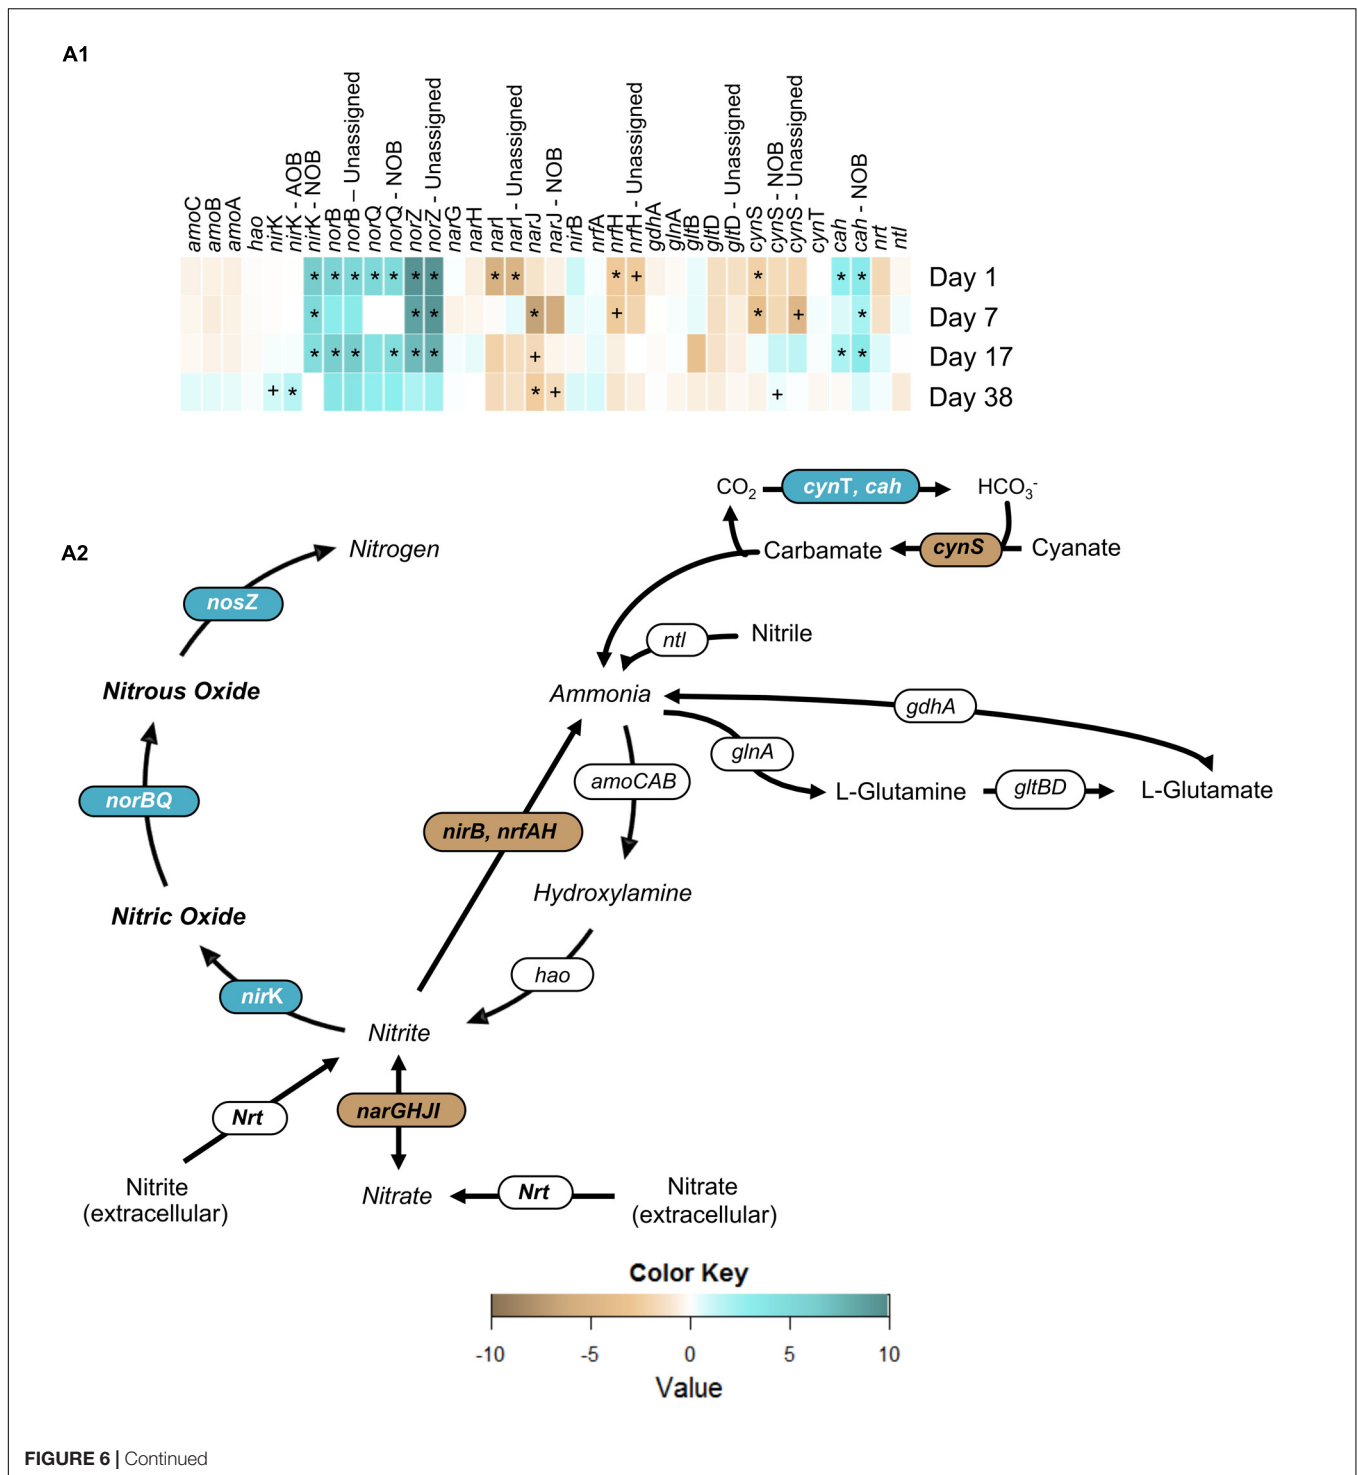 A1
amoC
amoB
amoA
hao
nirK
nirK - AOB
nirK - NOB
norB
norB – Unassigned
norQ
norQ - NOB
norZ
norZ - Unassigned
narG
narH
narI
narI - Unassigned
narJ
narJ - NOB
nirB
nrfA
nrfH
nrfH - Unassigned
gdhA
glnA
gltB
gltD
gltD - Unassigned
cynS
cynS - NOB
cynS - Unassigned
cynT
cah
cah - NOB
nrt
ntl
* * * * * * * * * * + * * * Day 1
* * * * + * + * Day 7
* * * * * * + * * Day 17
+ * * + + Day 38
A2
CO2 cynT, cah HCO3-
Nitrogen
Carbamate cynS Cyanate
nosZ
ntl Nitrile
Nitrous Oxide
Ammonia
gdhA
glnA
amoCAB
L-Glutamine gltBD L-Glutamate
norBQ
nirB, nrfAH
Hydroxylamine
Nitric Oxide
hao
nirK
Nitrite
Nrt
narGHJI
Nitrite
(extracellular)
Nitrate
Nrt
Nitrate
(extracellular)
Color Key
-10 -5 0 5 10
Value
FIGURE 6 | Continued